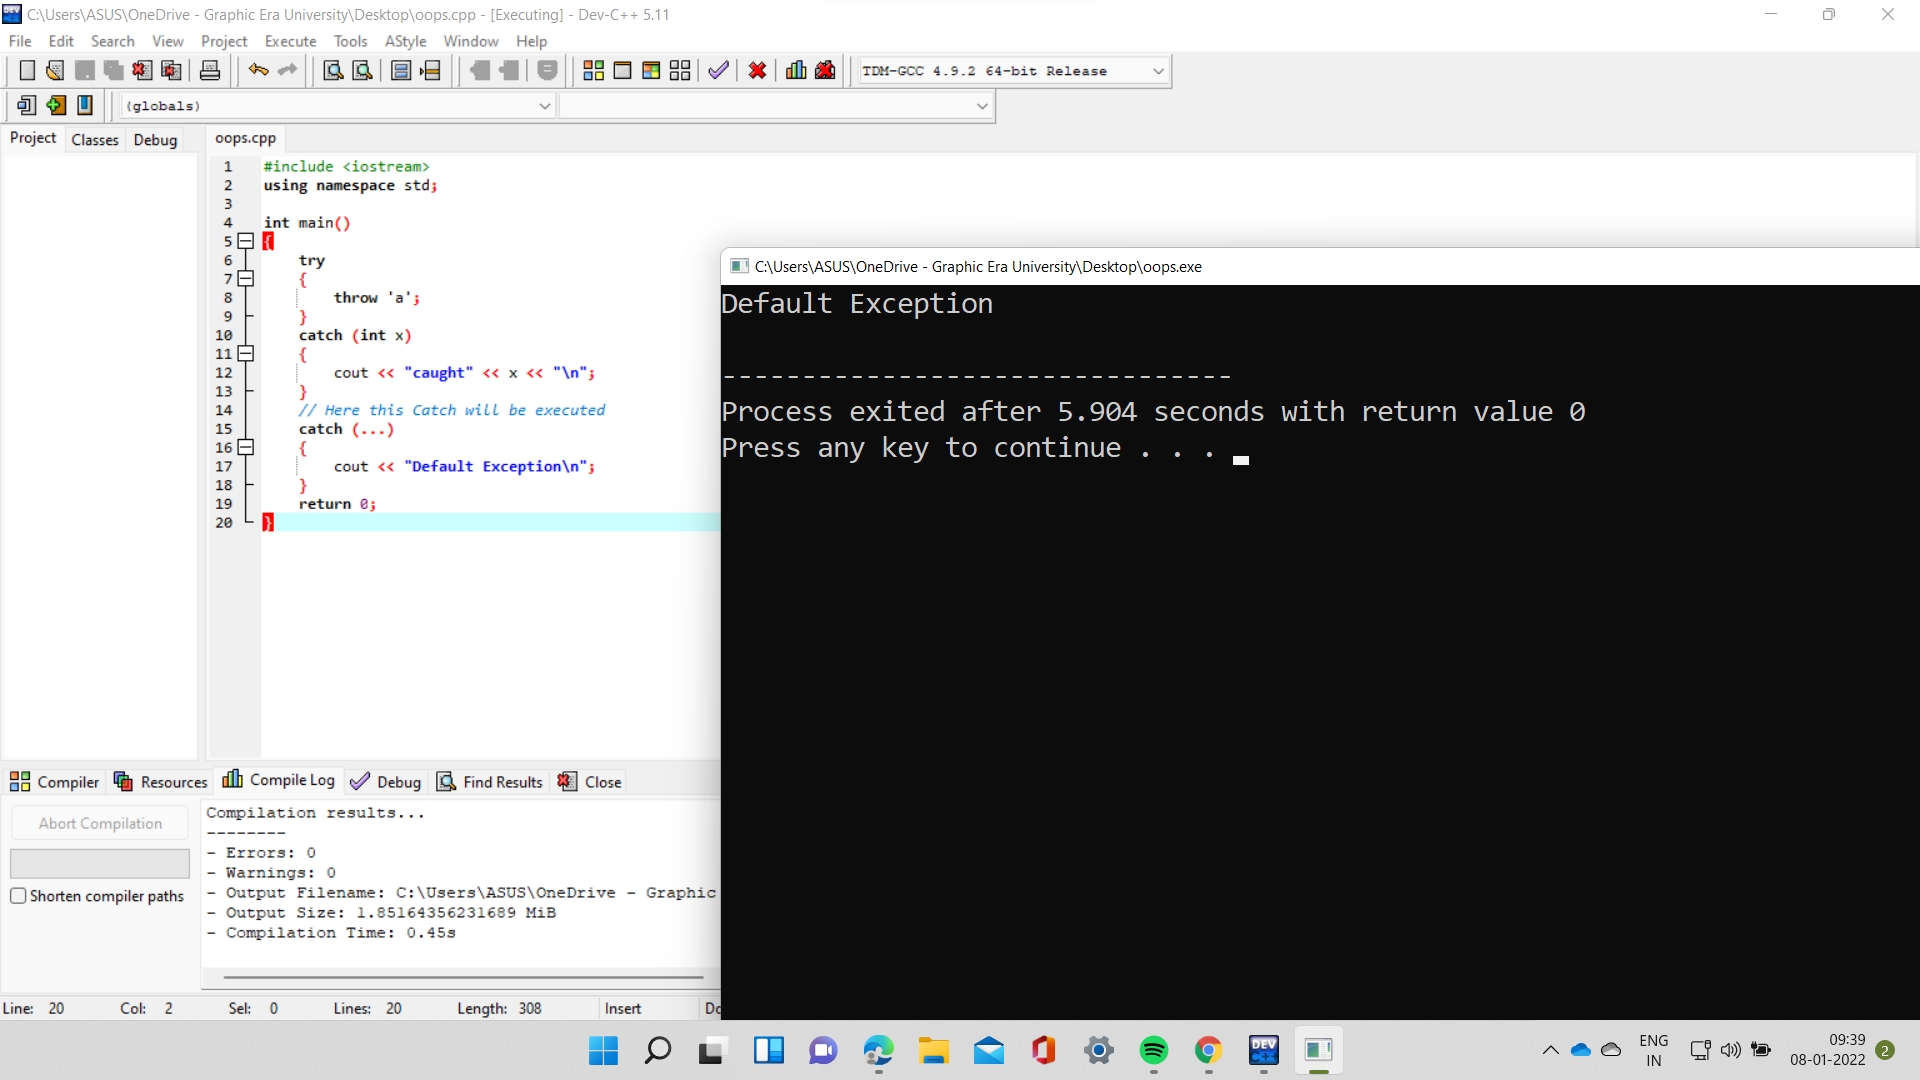 C:\Users\ASUS\OneDrive - Graphic Era University\Desktop\oops.cpp - [Executing] - Dev-C++ 5.11
File Edit Search View Project Execute Tools AStyle Window Help
TDM-GCC 4.9.2 64-bit Release
(globals)
Project Classes Debug oops.cpp
1 #include <iostream>
2 using namespace std;
3
4 int main()
5 {
6 try
7 {
8 throw 'a';
9 }
10 catch (int x)
11 {
12 cout << "caught" << x << "\n";
13 }
14 // Here this Catch will be executed
15 catch (...)
16 {
17 cout << "Default Exception\n";
18 }
19 return 0;
20 }
C:\Users\ASUS\OneDrive - Graphic Era University\Desktop\oops.exe
Default Exception
--------------------------------
Process exited after 5.904 seconds with return value 0
Press any key to continue . . .
Compiler Resources Compile Log Debug Find Results Close
Abort Compilation
Shorten compiler paths
Compilation results...
--------
- Errors: 0
- Warnings: 0
- Output Filename: C:\Users\ASUS\OneDrive - Graphic
- Output Size: 1.85164356231689 MiB
- Compilation Time: 0.45s
Line: 20 Col: 2 Sel: 0 Lines: 20 Length: 308 Insert Do
DEV C++
ENG
IN
09:39
08-01-2022
2